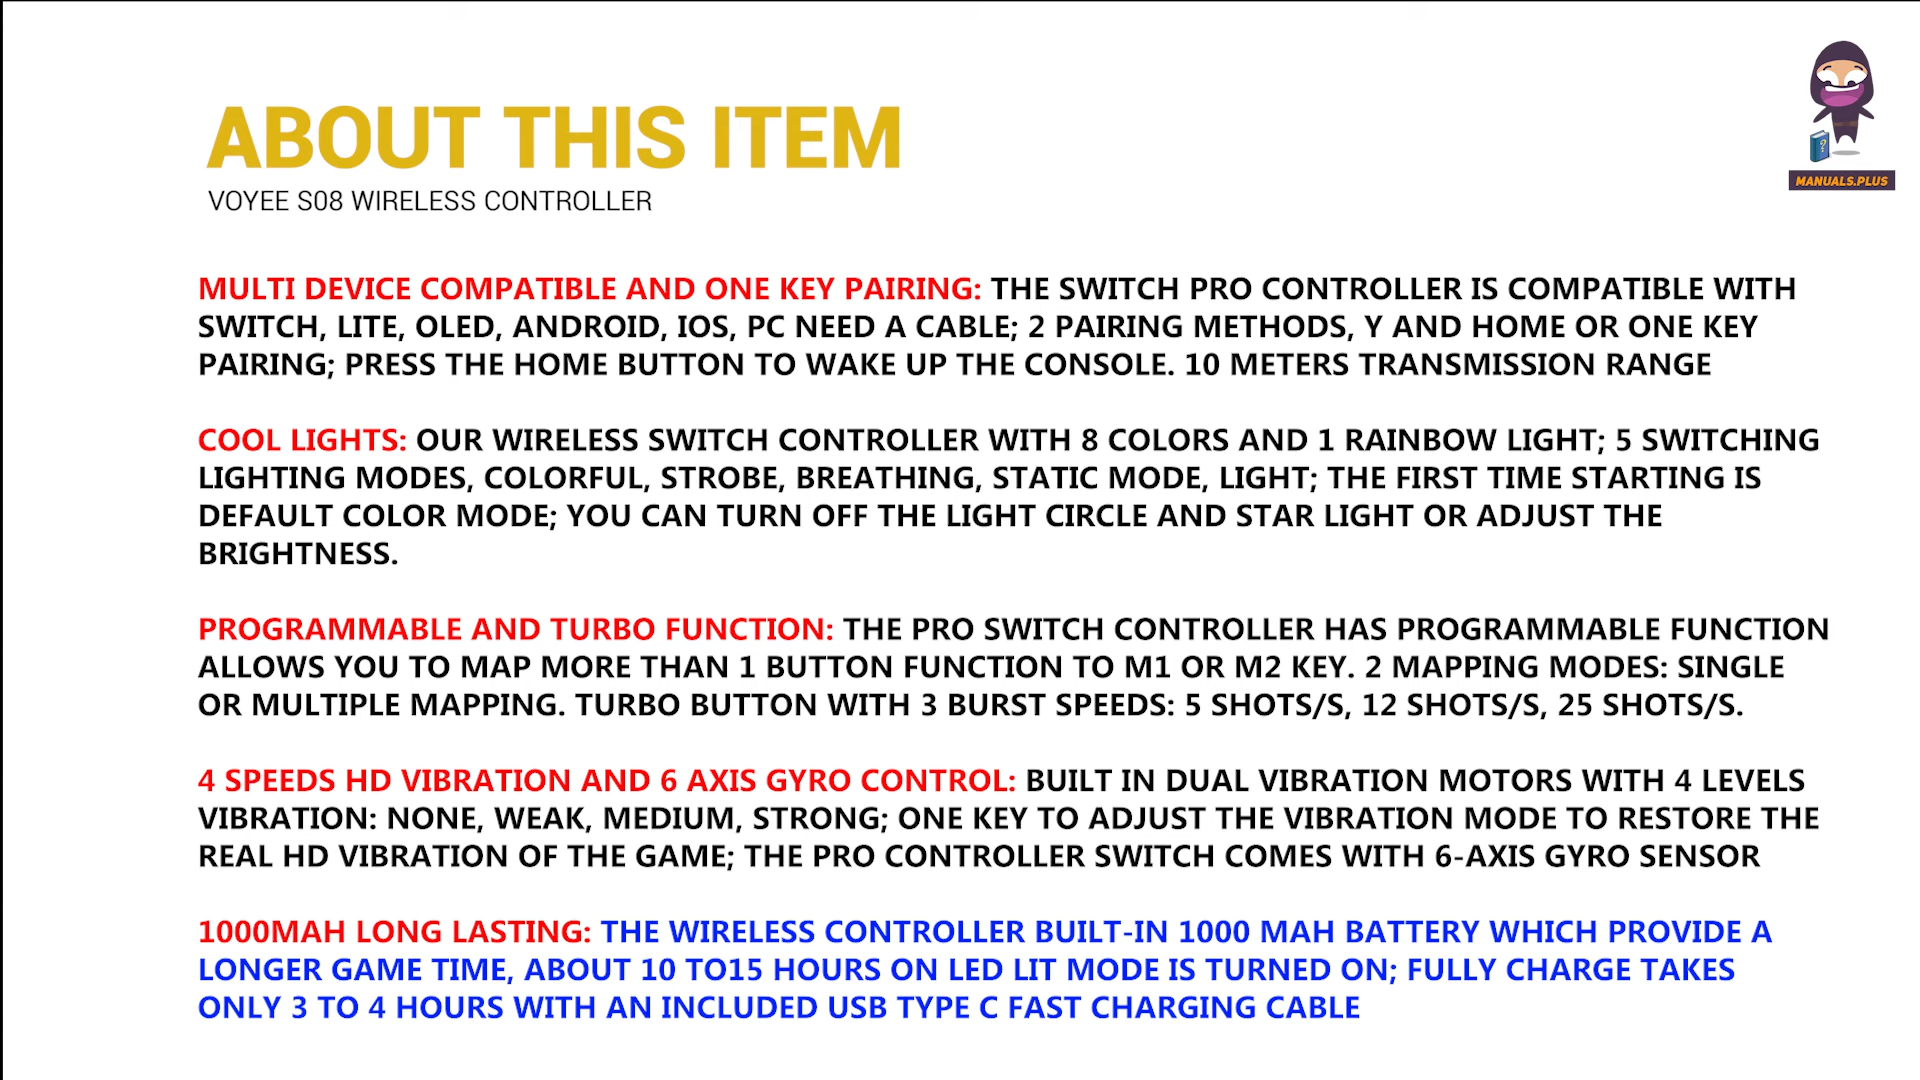 ABOUT THIS ITEM
VOYEE S08 WIRELESS CONTROLLER
MANUALS.PLUS
MULTI DEVICE COMPATIBLE AND ONE KEY PAIRING: THE SWITCH PRO CONTROLLER IS COMPATIBLE WITH
SWITCH, LITE, OLED, ANDROID, IOS, PC NEED A CABLE; 2 PAIRING METHODS, Y AND HOME OR ONE KEY
PAIRING; PRESS THE HOME BUTTON TO WAKE UP THE CONSOLE. 10 METERS TRANSMISSION RANGE
COOL LIGHTS: OUR WIRELESS SWITCH CONTROLLER WITH 8 COLORS AND 1 RAINBOW LIGHT; 5 SWITCHING
LIGHTING MODES, COLORFUL, STROBE, BREATHING, STATIC MODE, LIGHT; THE FIRST TIME STARTING IS
DEFAULT COLOR MODE; YOU CAN TURN OFF THE LIGHT CIRCLE AND STAR LIGHT OR ADJUST THE
BRIGHTNESS.
PROGRAMMABLE AND TURBO FUNCTION: THE PRO SWITCH CONTROLLER HAS PROGRAMMABLE FUNCTION
ALLOWS YOU TO MAP MORE THAN 1 BUTTON FUNCTION TO M1 OR M2 KEY. 2 MAPPING MODES: SINGLE
OR MULTIPLE MAPPING. TURBO BUTTON WITH 3 BURST SPEEDS: 5 SHOTS/S, 12 SHOTS/S, 25 SHOTS/S.
4 SPEEDS HD VIBRATION AND 6 AXIS GYRO CONTROL: BUILT IN DUAL VIBRATION MOTORS WITH 4 LEVELS
VIBRATION: NONE, WEAK, MEDIUM, STRONG; ONE KEY TO ADJUST THE VIBRATION MODE TO RESTORE THE
REAL HD VIBRATION OF THE GAME; THE PRO CONTROLLER SWITCH COMES WITH 6-AXIS GYRO SENSOR
1000MAH LONG LASTING: THE WIRELESS CONTROLLER BUILT-IN 1000 MAH BATTERY WHICH PROVIDE A
LONGER GAME TIME, ABOUT 10 TO15 HOURS ON LED LIT MODE IS TURNED ON; FULLY CHARGE TAKES
ONLY 3 TO 4 HOURS WITH AN INCLUDED USB TYPE C FAST CHARGING CABLE